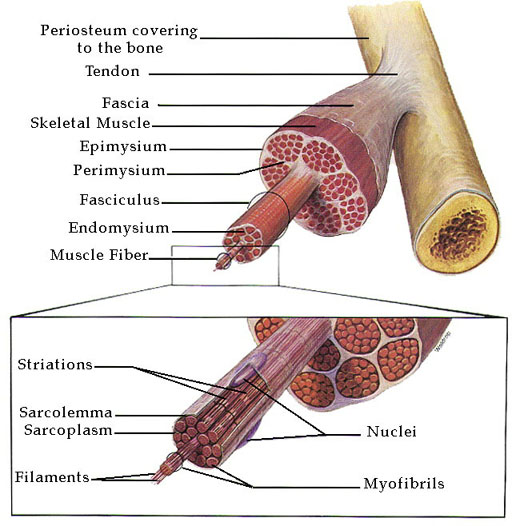 Periosteum covering
to the bone
Tendon
Fascia
Skeletal Muscle
Epimysium
Perimysium
Fasciculus
Endomysium
Muscle Fiber
Striations
Sarcolemma
Sarcoplasm
Nuclei
Filaments
Myofibrils